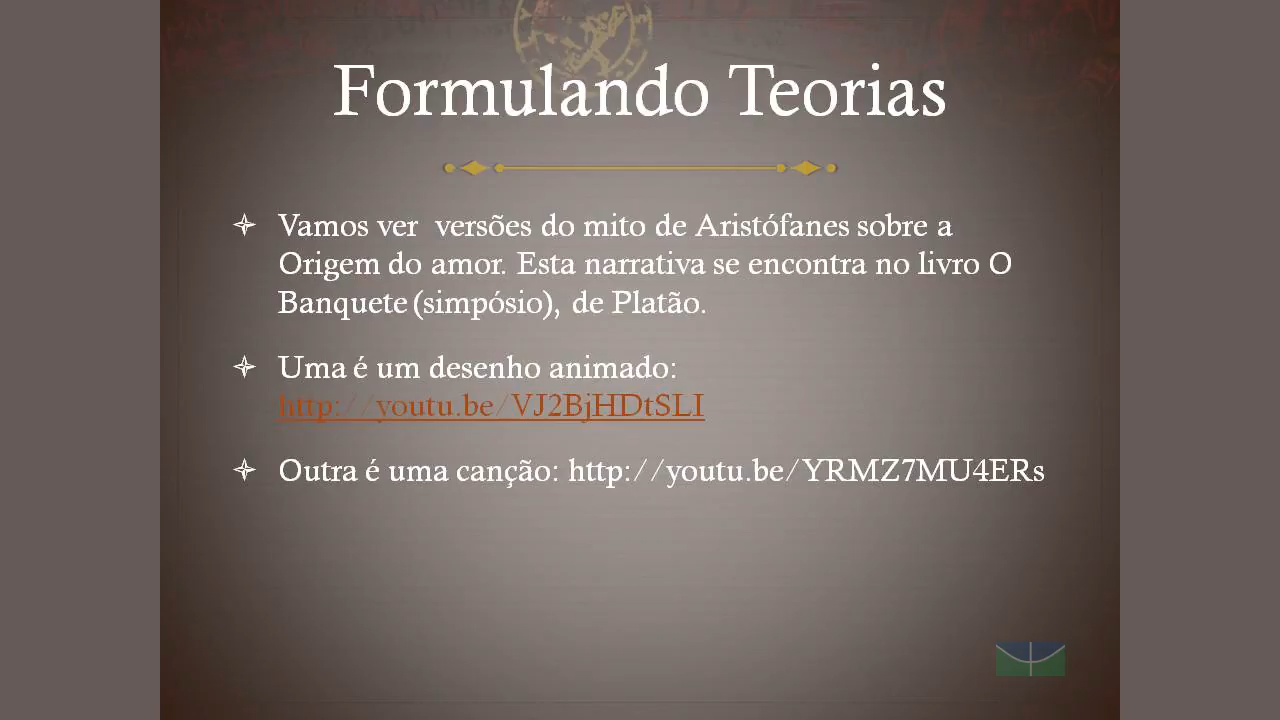 Formulando Teorias
Vamos ver versões do mito de Aristófanes sobre a
Origem do amor. Esta narrativa se encontra no livro O
Banquete (simpósio), de Platão.
Uma é um desenho animado:
http://youtu.be/VJ2BjHDtSLI
Outra é uma canção: http://youtu.be/YRMZ7MU4ERs